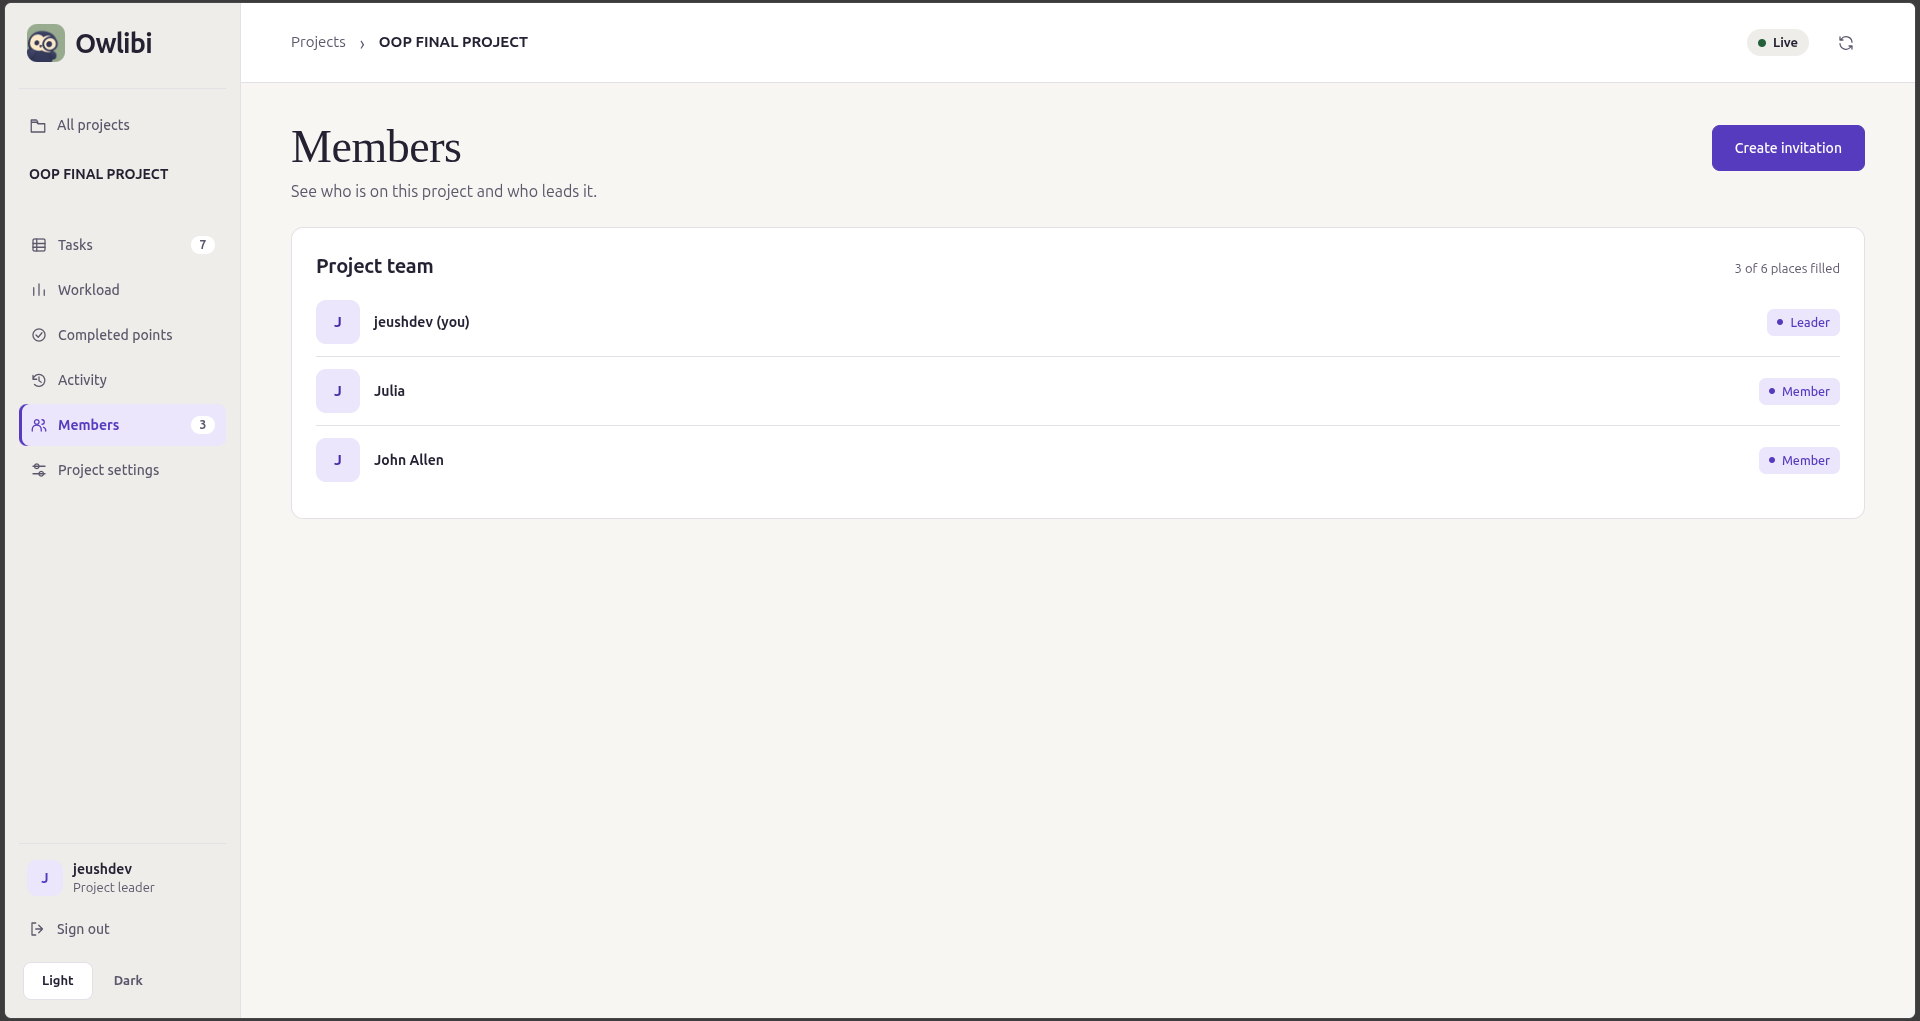 Owlibi
All projects
OOP FINAL PROJECT
Tasks 7
Workload
Completed points
Activity
Members 3
Project settings
J
jeushdev
Project leader
Sign out
Light Dark
Projects › OOP FINAL PROJECT
Live
Members
See who is on this project and who leads it.
Create invitation
Project team
3 of 6 places filled
J jeushdev (you) Leader
J Julia Member
J John Allen Member